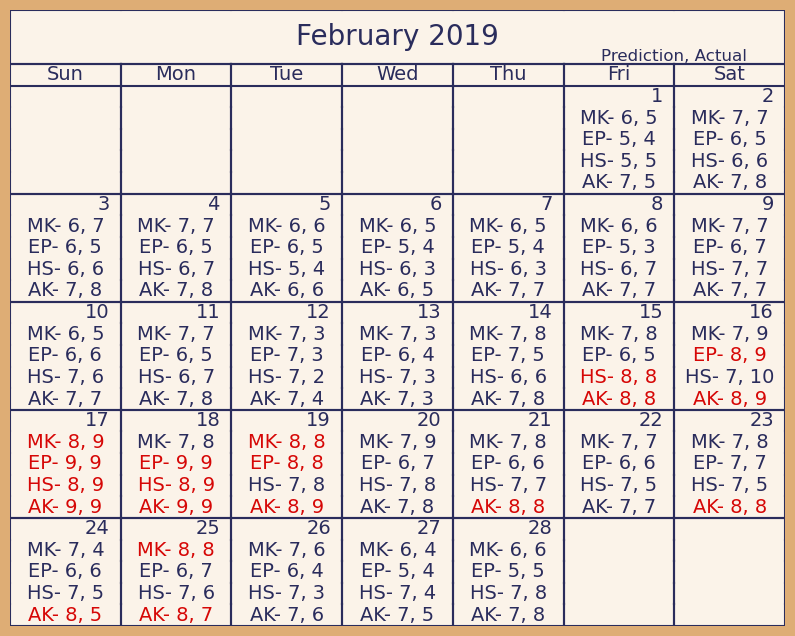 February 2019
Prediction, Actual
Sun Mon Tue Wed Thu Fri Sat
1 2
MK- 6, 5 MK- 7, 7
EP- 5, 4 EP- 6, 5
HS- 5, 5 HS- 6, 6
AK- 7, 5 AK- 7, 8
3 4 5 6 7 8 9
MK- 6, 7 MK- 7, 7 MK- 6, 6 MK- 6, 5 MK- 6, 5 MK- 6, 6 MK- 7, 7
EP- 6, 5 EP- 6, 5 EP- 6, 5 EP- 5, 4 EP- 5, 4 EP- 5, 3 EP- 6, 7
HS- 6, 6 HS- 6, 7 HS- 5, 4 HS- 6, 3 HS- 6, 3 HS- 6, 7 HS- 7, 7
AK- 7, 8 AK- 7, 8 AK- 6, 6 AK- 6, 5 AK- 7, 7 AK- 7, 7 AK- 7, 7
10 11 12 13 14 15 16
MK- 6, 5 MK- 7, 7 MK- 7, 3 MK- 7, 3 MK- 7, 8 MK- 7, 8 MK- 7, 9
EP- 6, 6 EP- 6, 5 EP- 7, 3 EP- 6, 4 EP- 7, 5 EP- 6, 5 EP- 8, 9
HS- 7, 6 HS- 6, 7 HS- 7, 2 HS- 7, 3 HS- 6, 6 HS- 8, 8 HS- 7, 10
AK- 7, 7 AK- 7, 8 AK- 7, 4 AK- 7, 3 AK- 7, 8 AK- 8, 8 AK- 8, 9
17 18 19 20 21 22 23
MK- 8, 9 MK- 7, 8 MK- 8, 8 MK- 7, 9 MK- 7, 8 MK- 7, 7 MK- 7, 8
EP- 9, 9 EP- 9, 9 EP- 8, 8 EP- 6, 7 EP- 6, 6 EP- 6, 6 EP- 7, 7
HS- 8, 9 HS- 8, 9 HS- 7, 8 HS- 7, 8 HS- 7, 7 HS- 7, 5 HS- 7, 5
AK- 9, 9 AK- 9, 9 AK- 8, 9 AK- 7, 8 AK- 8, 8 AK- 7, 7 AK- 8, 8
24 25 26 27 28
MK- 7, 4 MK- 8, 8 MK- 7, 6 MK- 6, 4 MK- 6, 6
EP- 6, 6 EP- 6, 7 EP- 6, 4 EP- 5, 4 EP- 5, 5
HS- 7, 5 HS- 7, 6 HS- 7, 3 HS- 7, 4 HS- 7, 8
AK- 8, 5 AK- 8, 7 AK- 7, 6 AK- 7, 5 AK- 7, 8